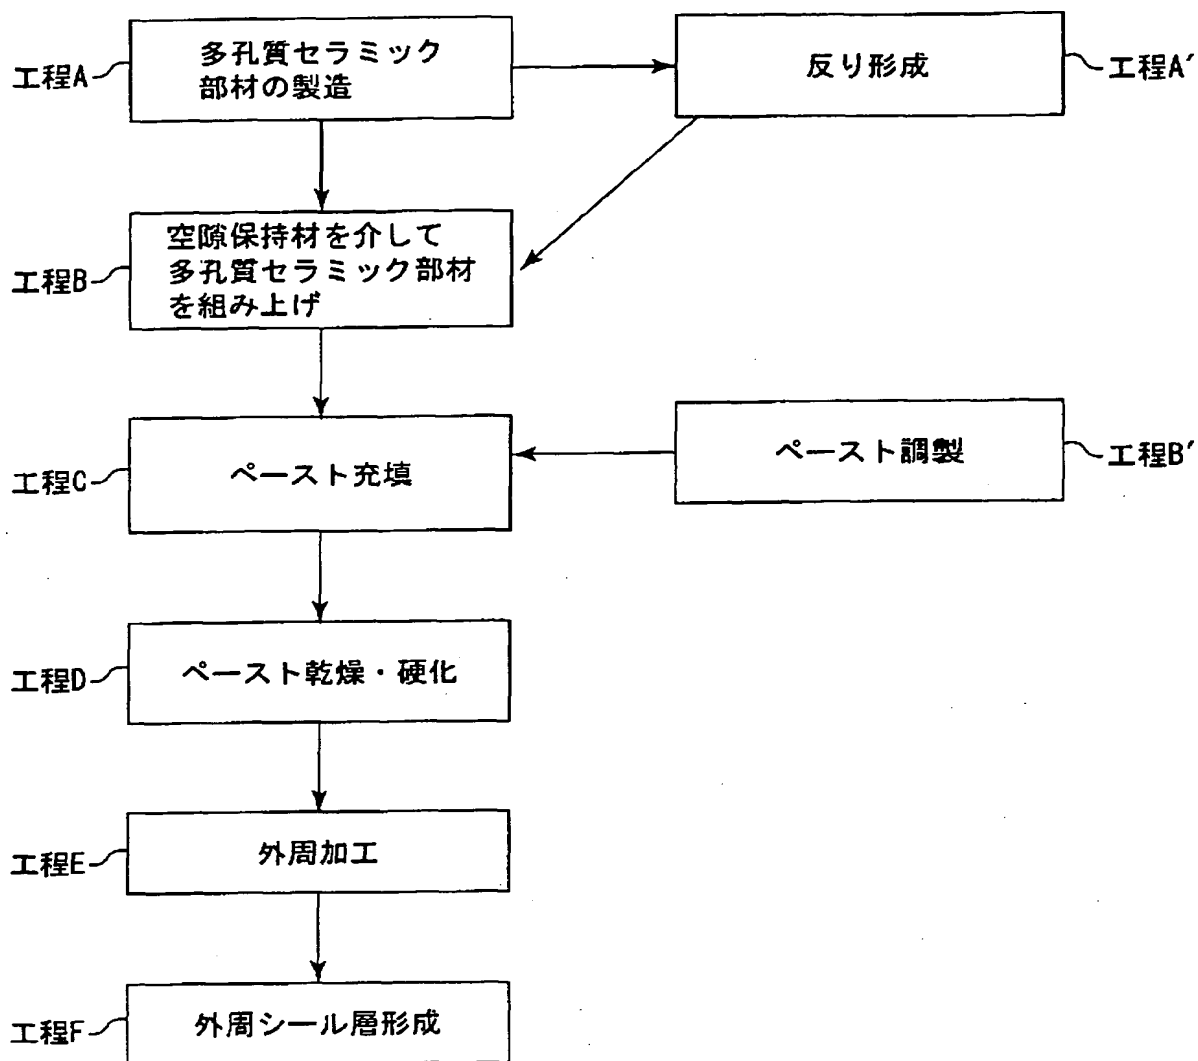 工程A
多孔質セラミック
部材の製造
反り形成
工程A′
工程B
空隙保持材を介して
多孔質セラミック部材
を組み上げ
工程C
ペースト充填
ペースト調製
工程B′
工程D
ペースト乾燥・硬化
工程E
外周加工
工程F
外周シール層形成